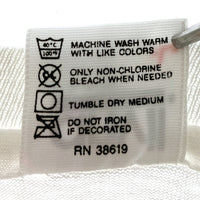 40°C
100°F
MACHINE WASH WARM
WITH LIKE COLORS
ONLY NON-CHLORINE
BLEACH WHEN NEEDED
TUMBLE DRY MEDIUM
DO NOT IRON
IF DECORATED
RN 38619